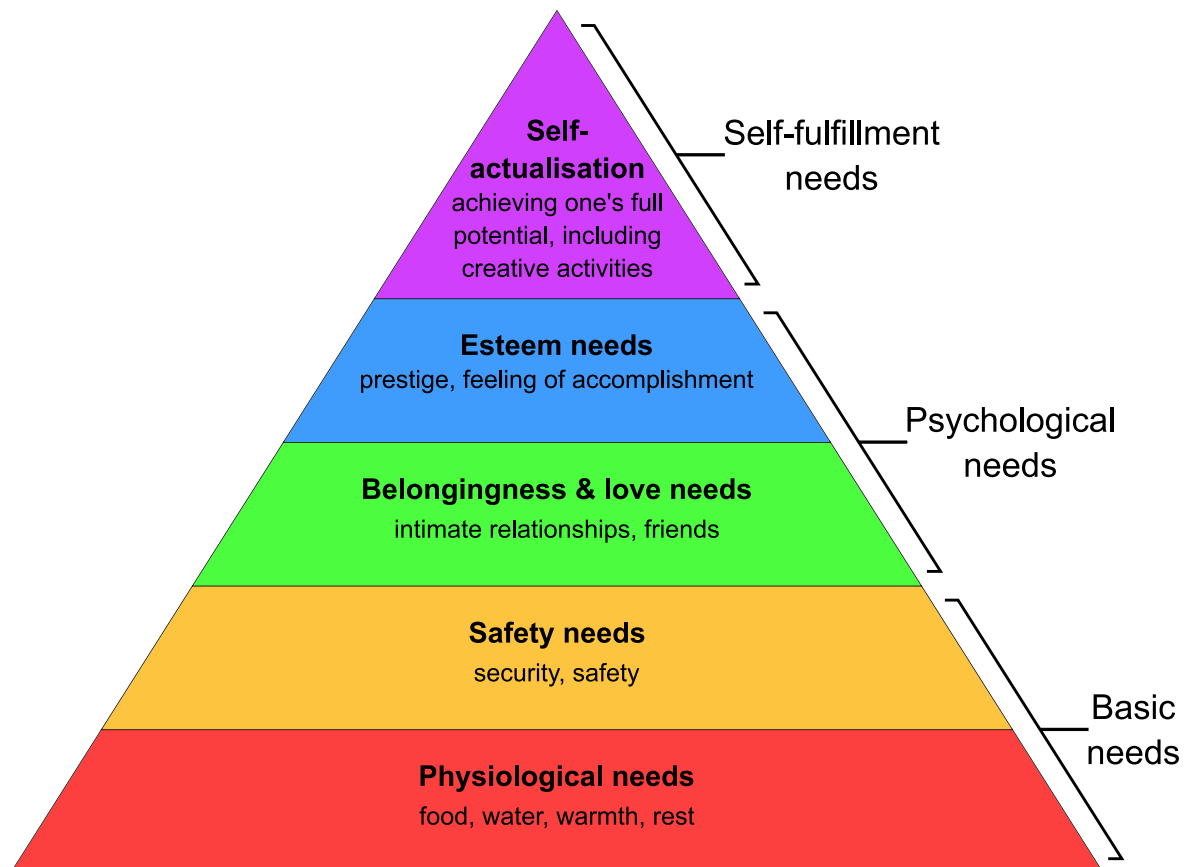 Self-
actualisation
achieving one's full
potential, including
creative activities
Self-fulfillment
needs
Esteem needs
prestige, feeling of accomplishment
Belongingness & love needs
intimate relationships, friends
Psychological
needs
Safety needs
security, safety
Physiological needs
food, water, warmth, rest
Basic
needs